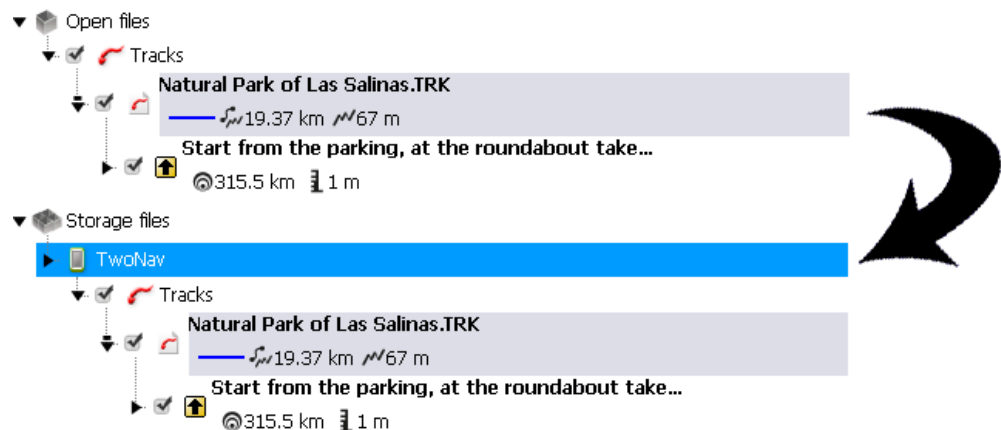 Open files
Tracks
Natural Park of Las Salinas.TRK
19.37 km 67 m
Start from the parking, at the roundabout take...
315.5 km 1 m
Storage files
TwoNav
Tracks
Natural Park of Las Salinas.TRK
19.37 km 67 m
Start from the parking, at the roundabout take...
315.5 km 1 m